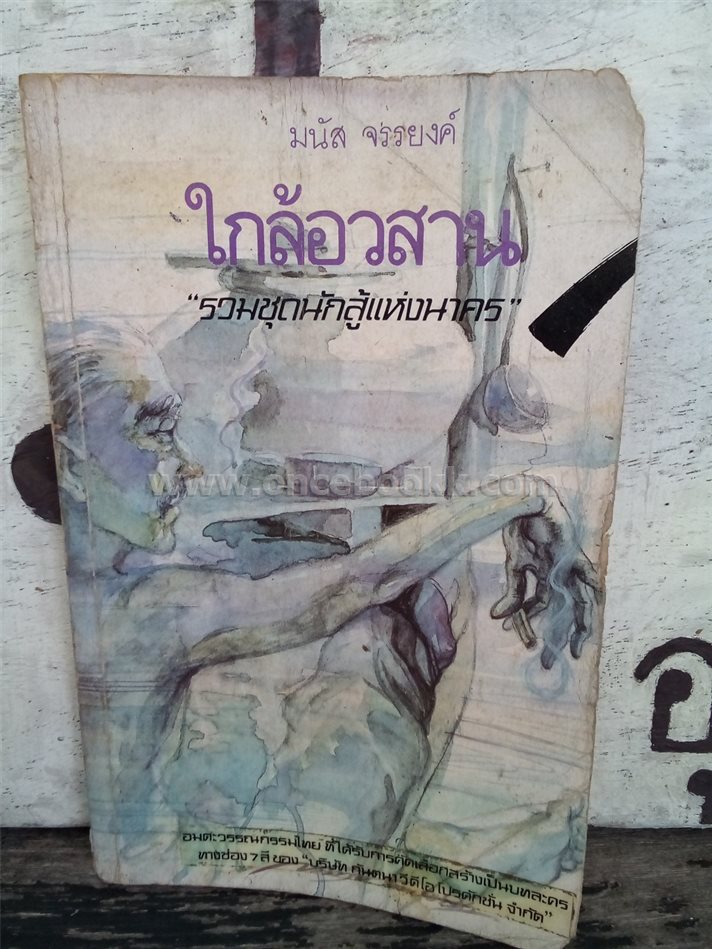 มนัส จรรยงค์
ใกล้อวสาน
"รวมชุดนักสู้แห่งนาคร"
www.oncebookk.com
อมตะวรรณกรรมไทย ที่ได้รับการคัดเลือกสร้างเป็นบทละคร
ทางช่อง 7 สี ของ "บริษัท กันตนา วิดีโอ โปรดักชั่น จำกัด"